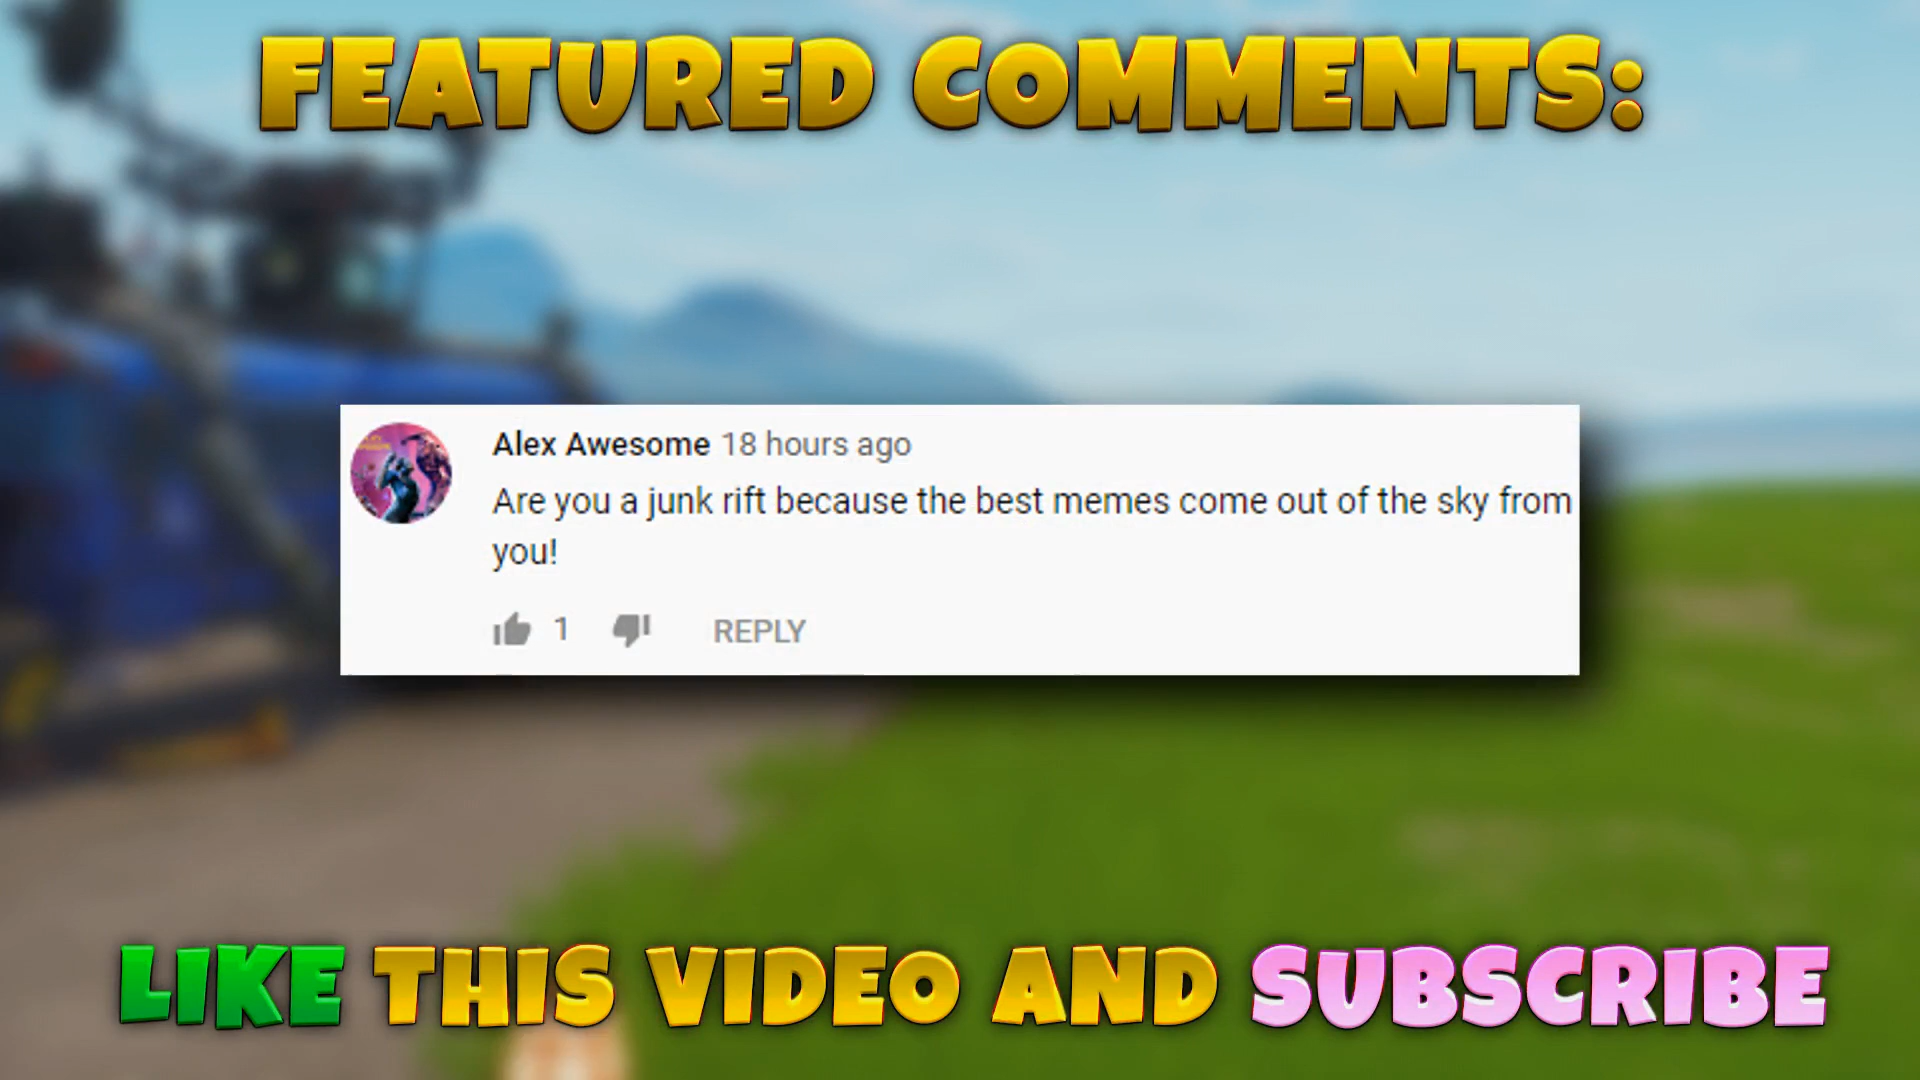 FEATURED COMMENTS:
Alex Awesome 18 hours ago
Are you a junk rift because the best memes come out of the sky from
you!
1 REPLY
LIKE THIS VIDEO AND SUBSCRIBE